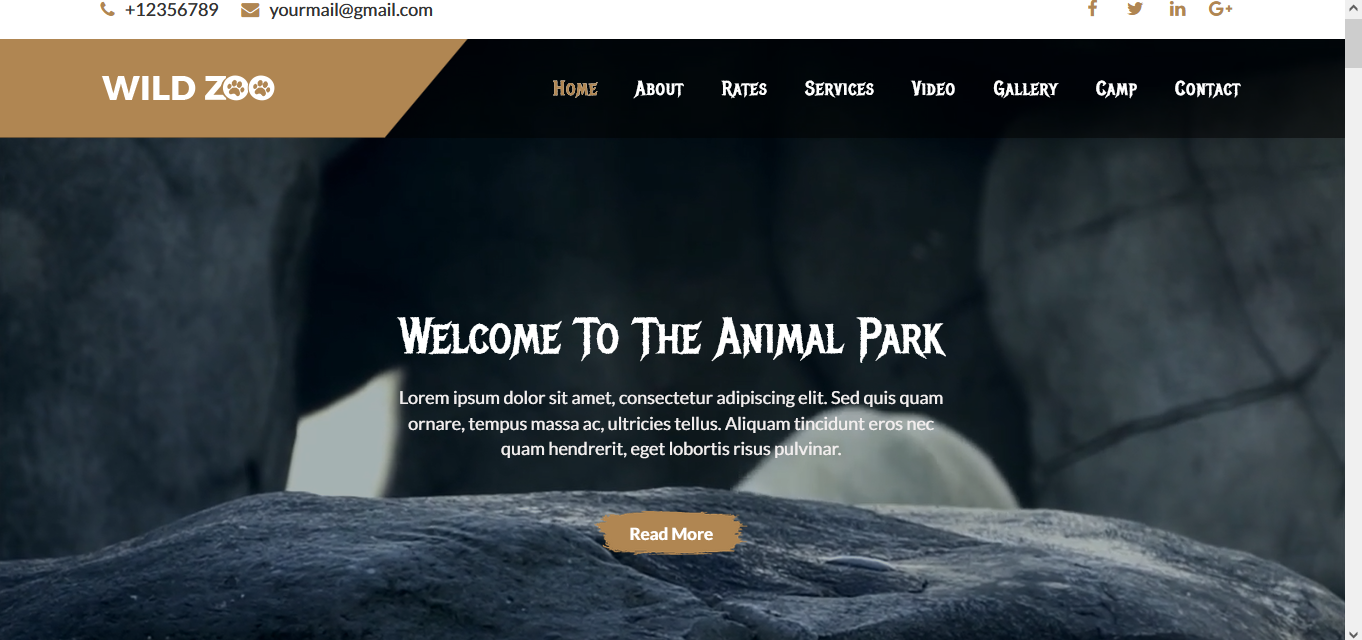 +12356789 yourmail@gmail.com
WILD ZOO
Home About Rates Services Video Gallery Camp Contact
Welcome To The Animal Park
Lorem ipsum dolor sit amet, consectetur adipiscing elit. Sed quis quam
ornare, tempus massa ac, ultricies tellus. Aliquam tincidunt eros nec
quam hendrerit, eget lobortis risus pulvinar.
Read More